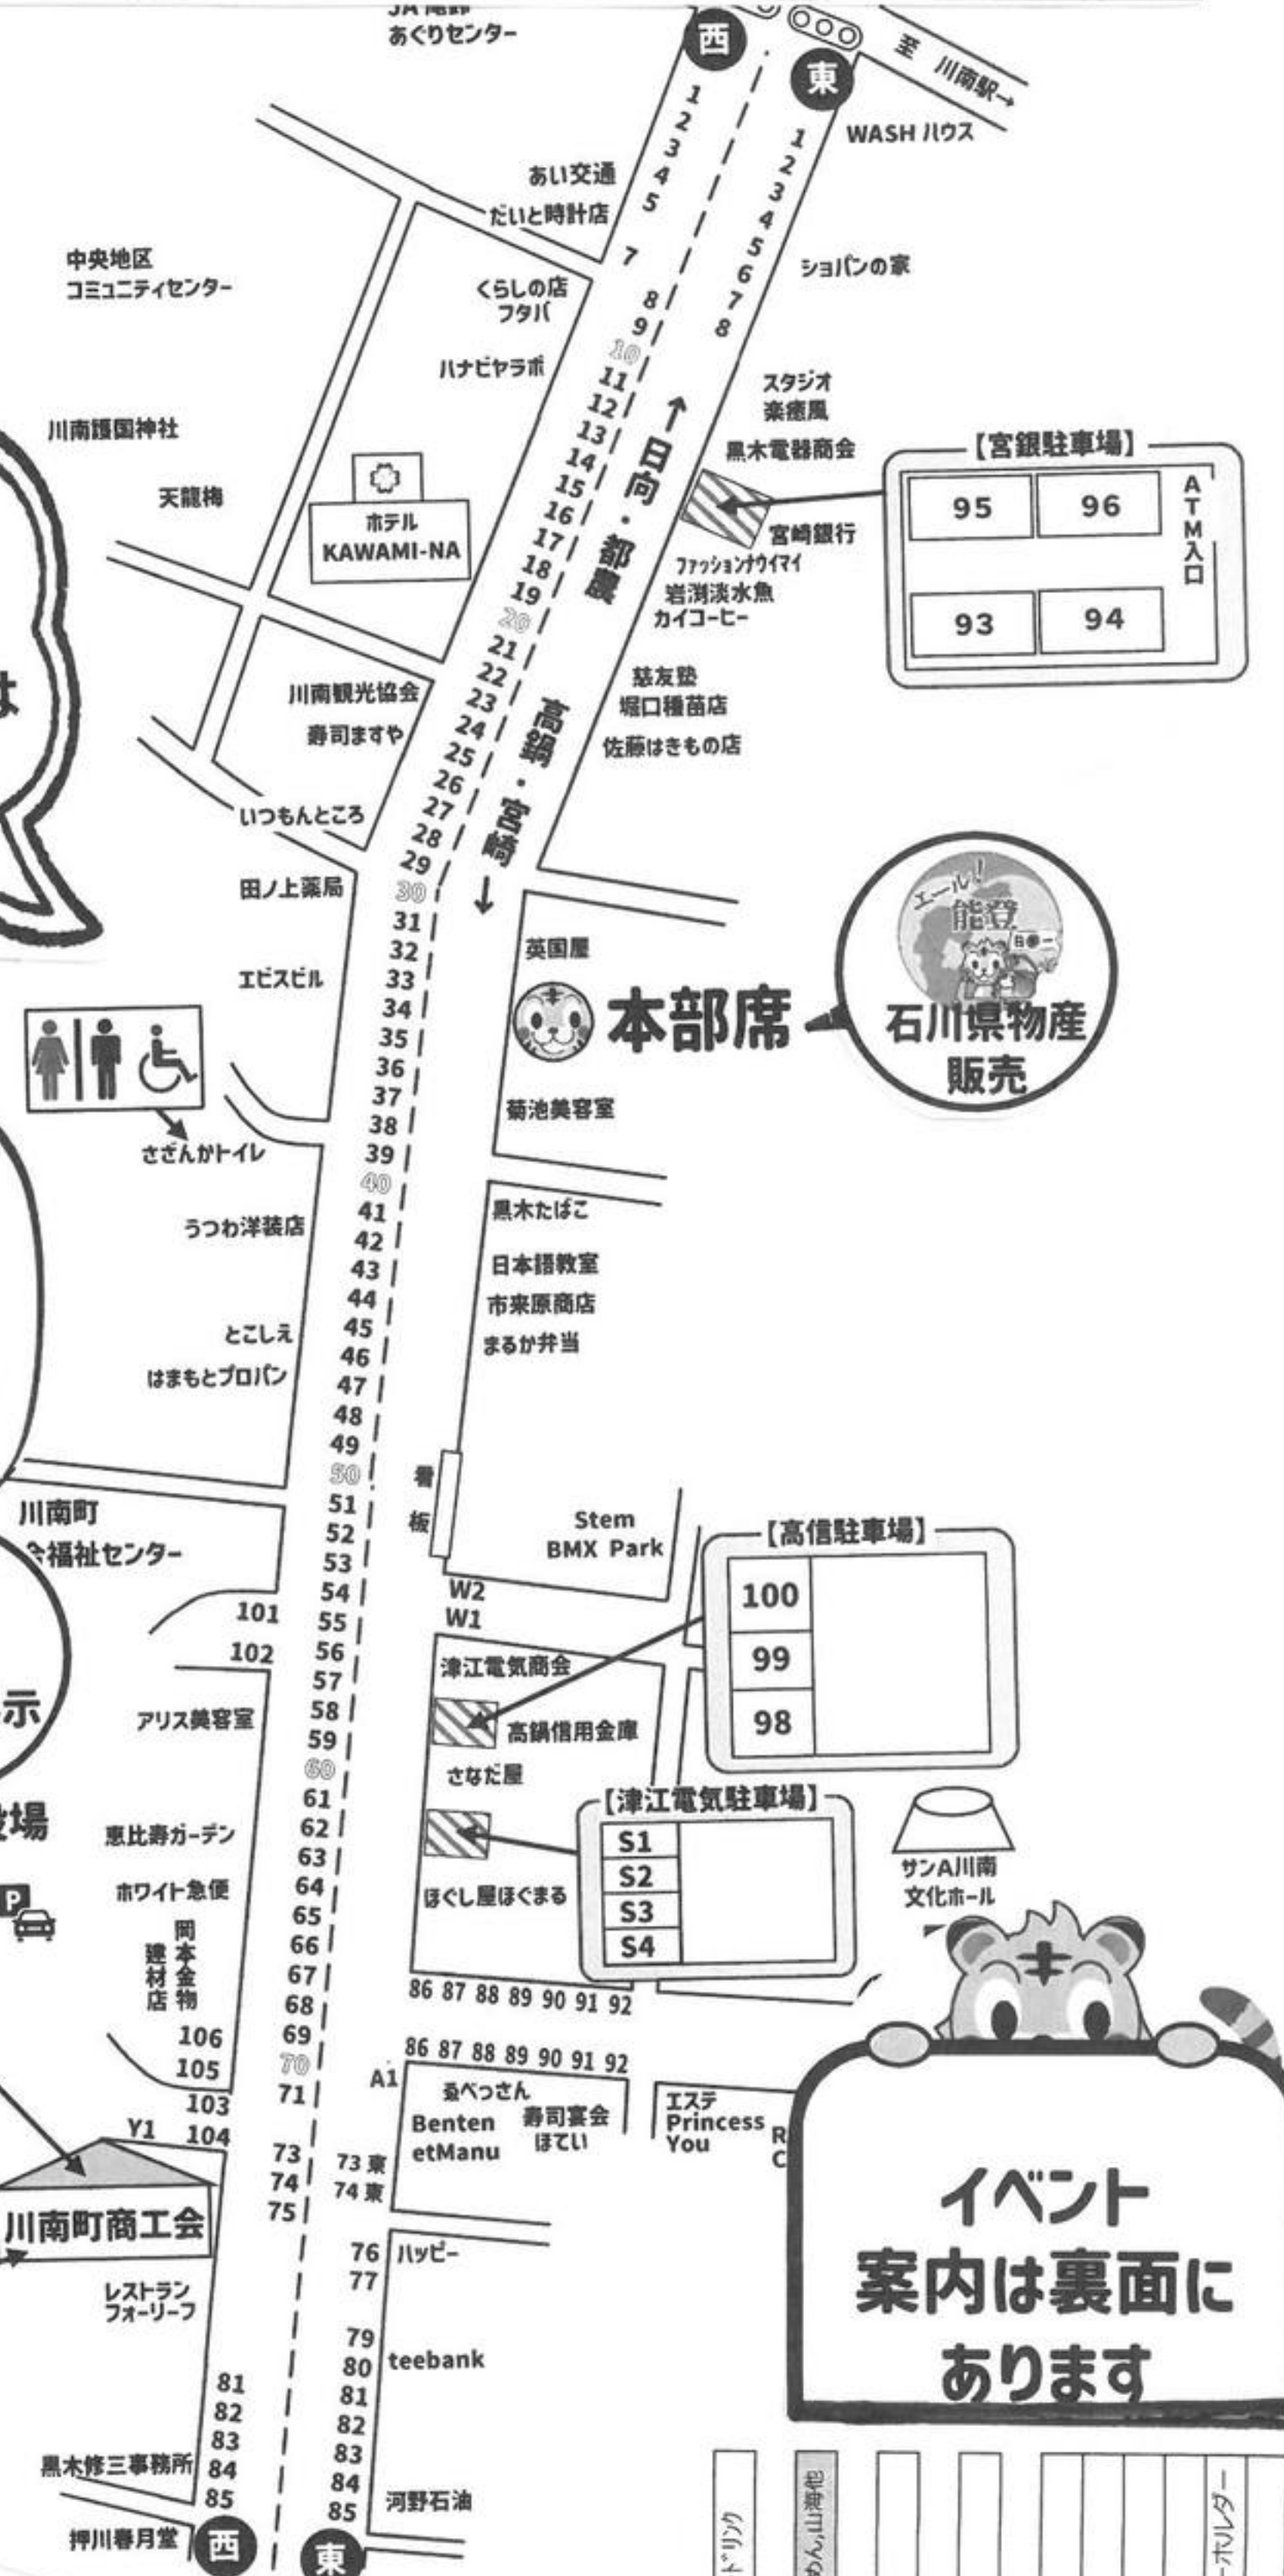 あぐりセンター
西
東
至 川南駅→
WASH ハウス
1
2
3
4
5
7
8
9
10
11
12
13
14
15
16
17
18
19
20
21
22
23
24
25
26
27
28
29
30
31
32
33
34
35
36
37
38
39
40
41
42
43
44
45
46
47
48
49
50
51
52
53
54
55
56
57
58
59
60
61
62
63
64
65
66
67
68
69
70
71
73
74
75
81
82
83
84
85
西
1
2
3
4
5
6
7
8
あい交通
だいと時計店
中央地区
コミュニティセンター
くらしの店
フタバ
ハナビヤラボ
川南護国神社
天龍梅
ホテル
KAWAMI-NA
川南観光協会
寿司ますや
いつもんところ
田ノ上薬局
エビスビル
さざんかトイレ
うつわ洋装店
とこしえ
はまもとプロパン
川南町
福祉センター
101
102
アリス美容室
恵比寿ガーデン
ホワイト急便
岡本金物
建材店
106
105
103
104
Y1
川南町商工会
レストラン
フォーリーフ
黒木修三事務所
押川春月堂
は
示
場
P
↑日向・都農
高鍋・宮崎↓
ショパンの家
スタジオ
楽癒風
黒木電器商会
宮崎銀行
ファッションナウイマイ
岩渕淡水魚
カイコーヒー
慈友塾
堀口種苗店
佐藤はきもの店
【宮銀駐車場】
95 96
93 94
ATM入口
英国屋
本部席
エール!
能登
石川県物産
販売
菊池美容室
黒木たばこ
日本語教室
市来原商店
まるか弁当
看板
Stem
BMX Park
W2
W1
津江電気商会
高鍋信用金庫
さなだ屋
ほぐし屋ほぐまる
【高信駐車場】
100
99
98
【津江電気駐車場】
S1
S2
S3
S4
サンA川南
文化ホール
86 87 88 89 90 91 92
86 87 88 89 90 91 92
A1
ゑべっさん
Benten
etManu
寿司宴会
ほてい
エステ
Princess
You
R
C
73東
74東
76
77
ハッピー
79
80
81
82
83
84
85
teebank
河野石油
東
イベント
案内は裏面に
あります
ドリンク
めん,山海他
ーホルダー